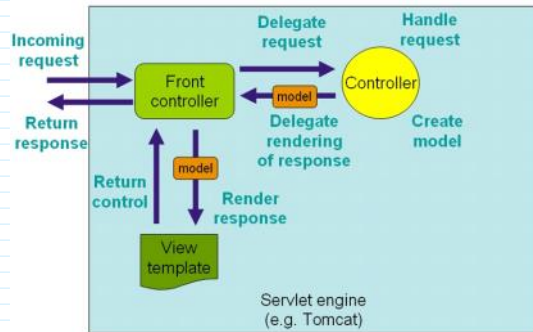 Incoming
request
Return
response
Front
controller
Delegate
request
Handle
request
Controller
model
Delegate
rendering
of response
Create
model
model
Return
control
Render
response
View
template
Servlet engine
(e.g. Tomcat)